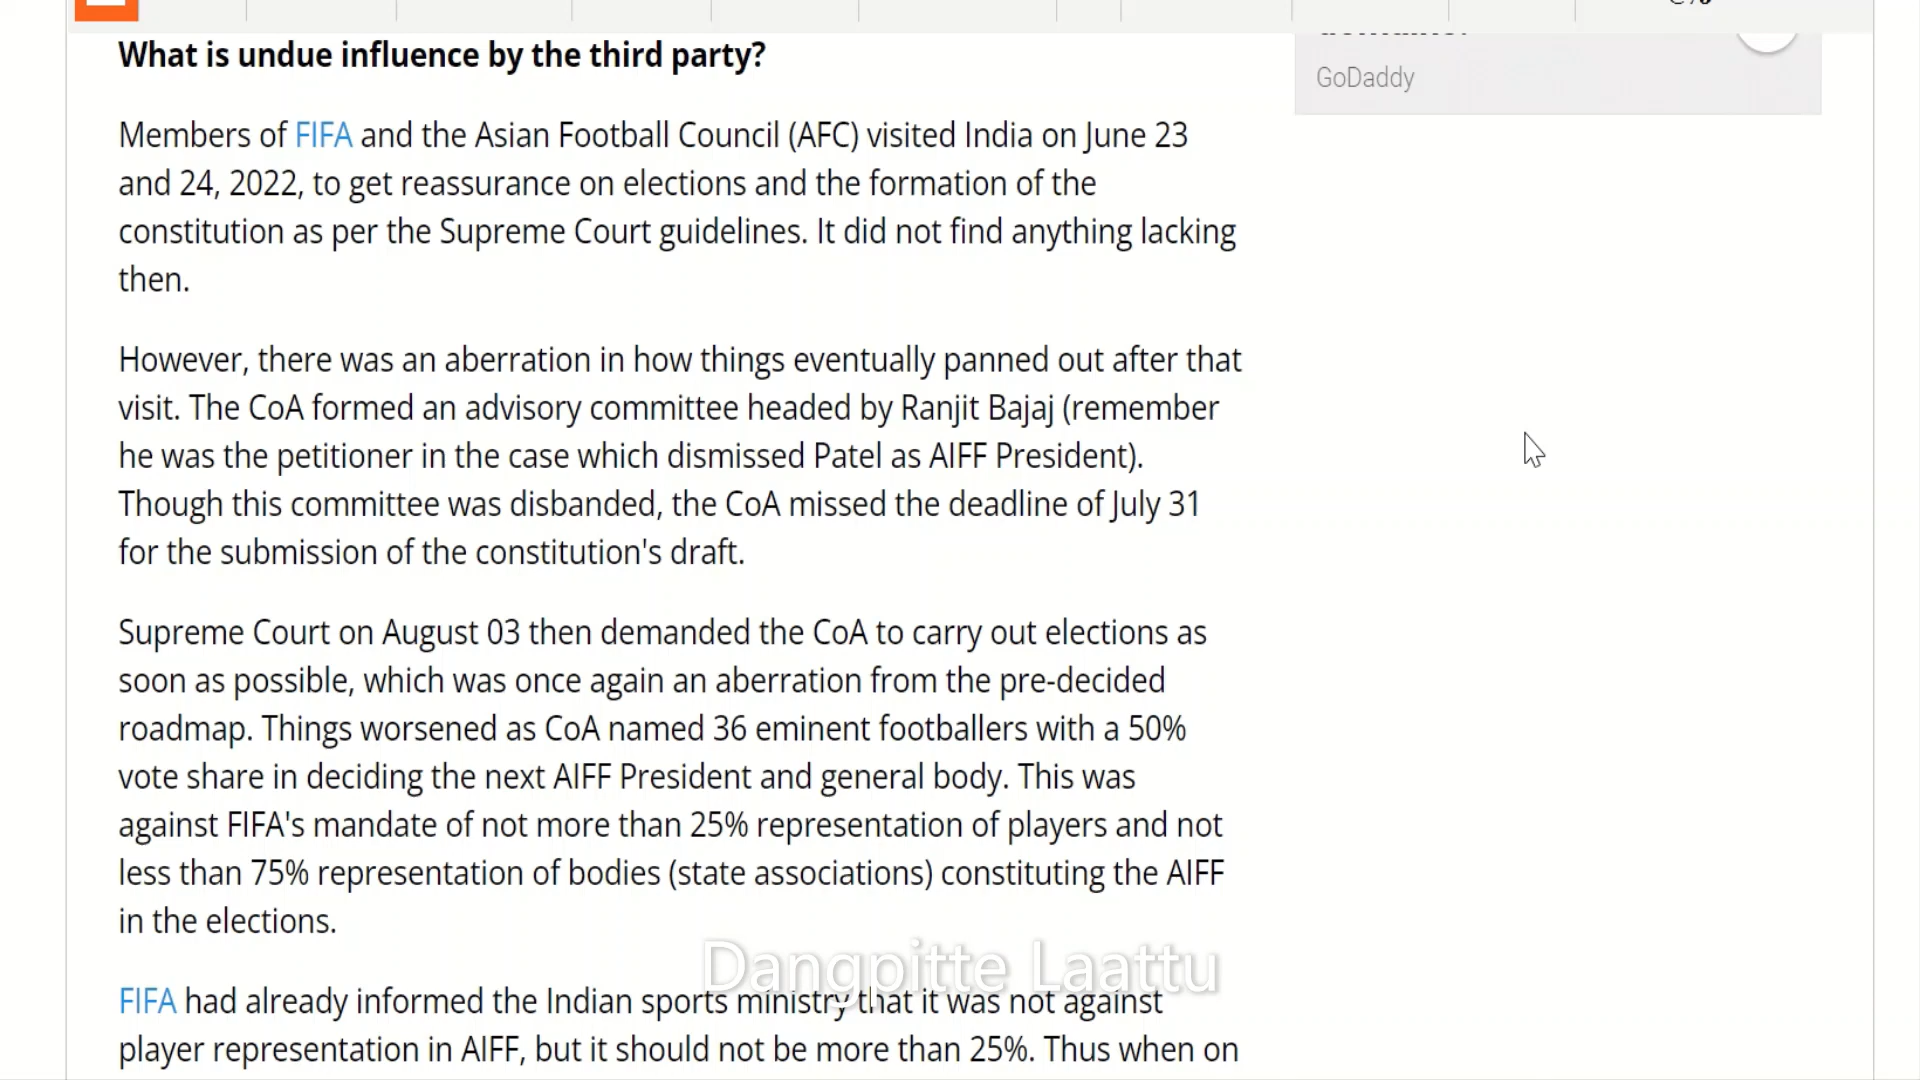 What is undue influence by the third party?
GoDaddy
Members of FIFA and the Asian Football Council (AFC) visited India on June 23
and 24, 2022, to get reassurance on elections and the formation of the
constitution as per the Supreme Court guidelines. It did not find anything lacking
then.
However, there was an aberration in how things eventually panned out after that
visit. The CoA formed an advisory committee headed by Ranjit Bajaj (remember
he was the petitioner in the case which dismissed Patel as AIFF President).
Though this committee was disbanded, the CoA missed the deadline of July 31
for the submission of the constitution's draft.
Supreme Court on August 03 then demanded the CoA to carry out elections as
soon as possible, which was once again an aberration from the pre-decided
roadmap. Things worsened as CoA named 36 eminent footballers with a 50%
vote share in deciding the next AIFF President and general body. This was
against FIFA's mandate of not more than 25% representation of players and not
less than 75% representation of bodies (state associations) constituting the AIFF
in the elections.
Dangpitte Laattu
FIFA had already informed the Indian sports ministry that it was not against
player representation in AIFF, but it should not be more than 25%. Thus when on